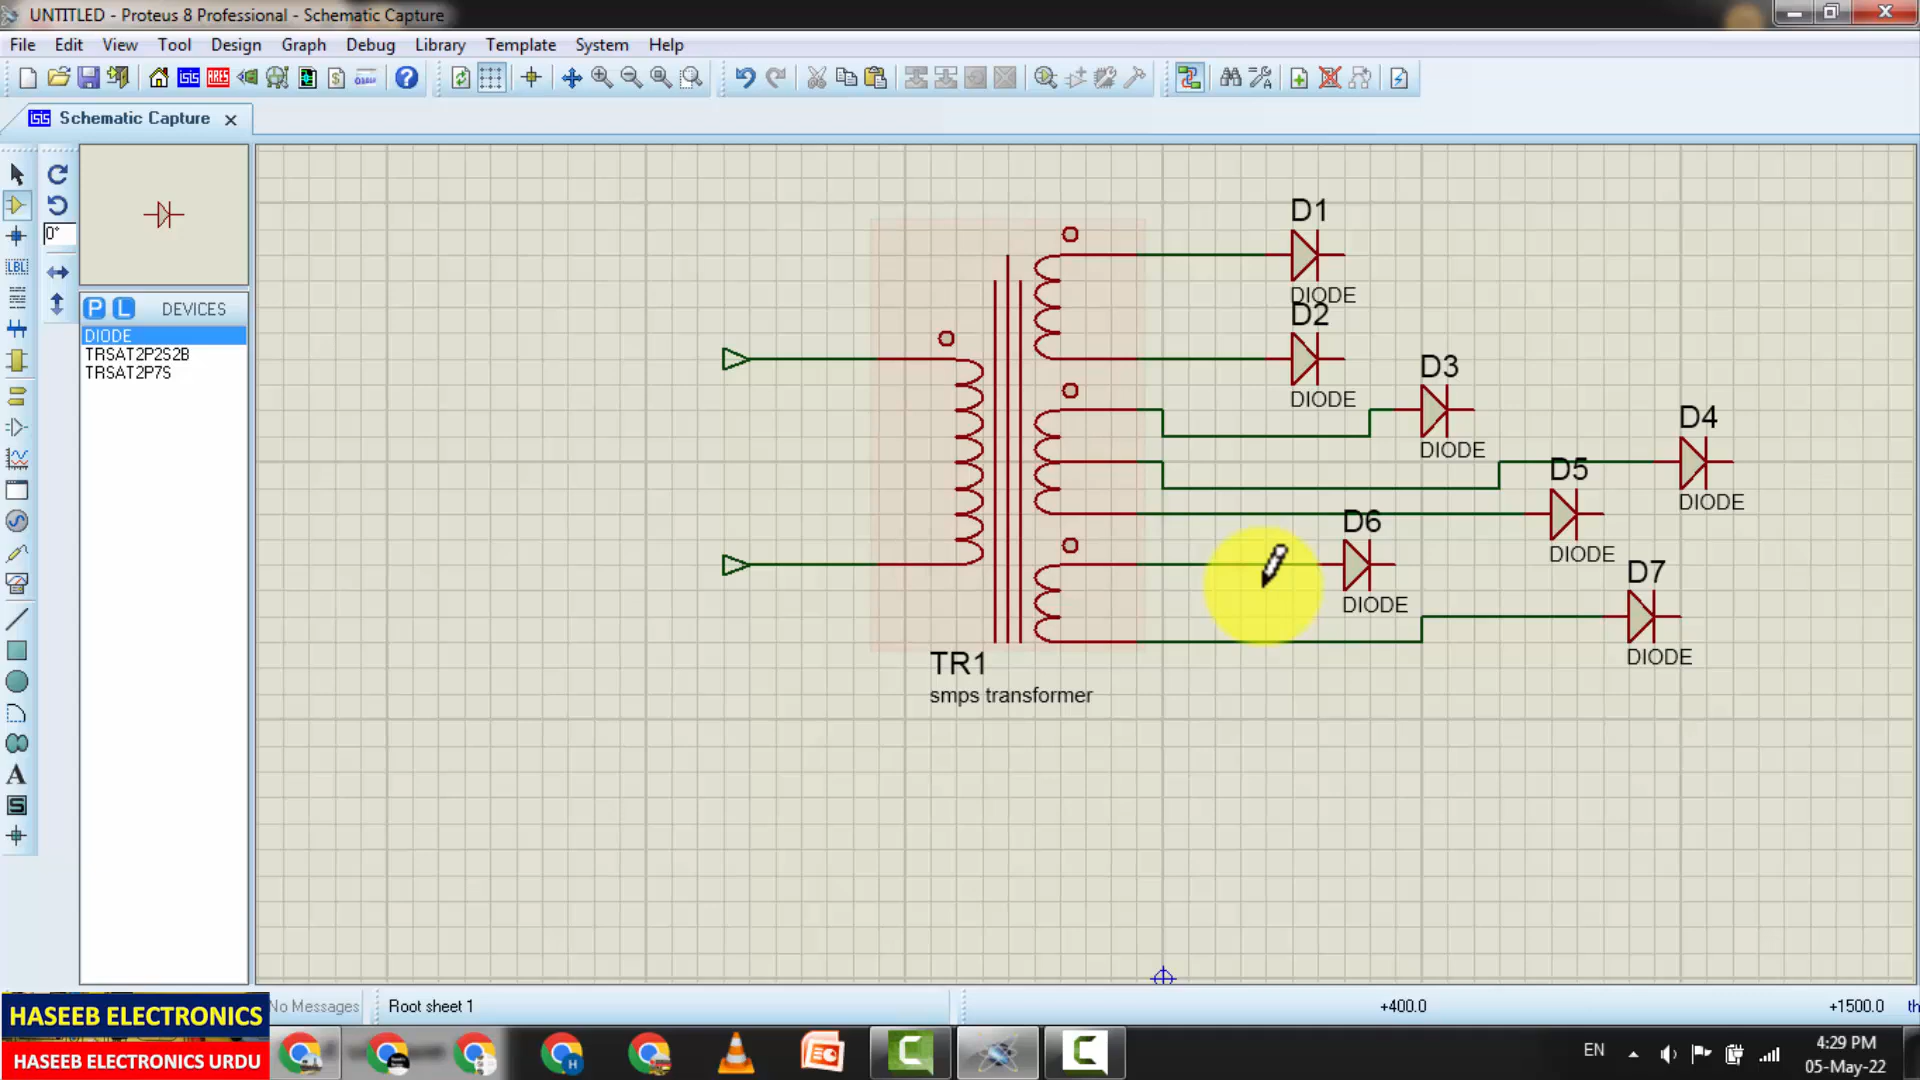 UNTITLED - Proteus 8 Professional - Schematic Capture
File Edit View Tool Design Graph Debug Library Template System Help
Schematic Capture
0°
LBL
P L DEVICES
DIODE
TRSAT2P2S2B
TRSAT2P7S
A
S
D1
DIODE
D2
DIODE
D3
DIODE
D4
DIODE
D5
DIODE
D6
DIODE
D7
DIODE
TR1
smps transformer
No Messages
Root sheet 1
+400.0
+1500.0
th
HASEEB ELECTRONICS
HASEEB ELECTRONICS URDU
EN
4:29 PM
05-May-22